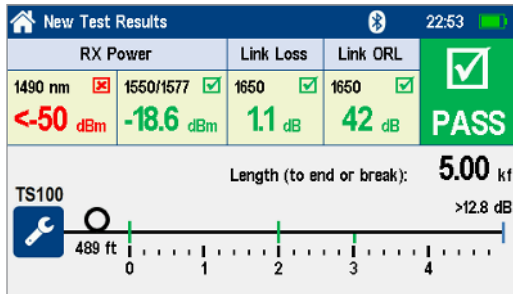 New Test Results 22:53
RX Power Link Loss Link ORL
1490 nm 1550/1577 1650 1650
<-50 dBm -18.6 dBm 1.1 dB 42 dB PASS
Length (to end or break): 5.00 kf
TS100 >12.8 dB
489 ft
0 1 2 3 4